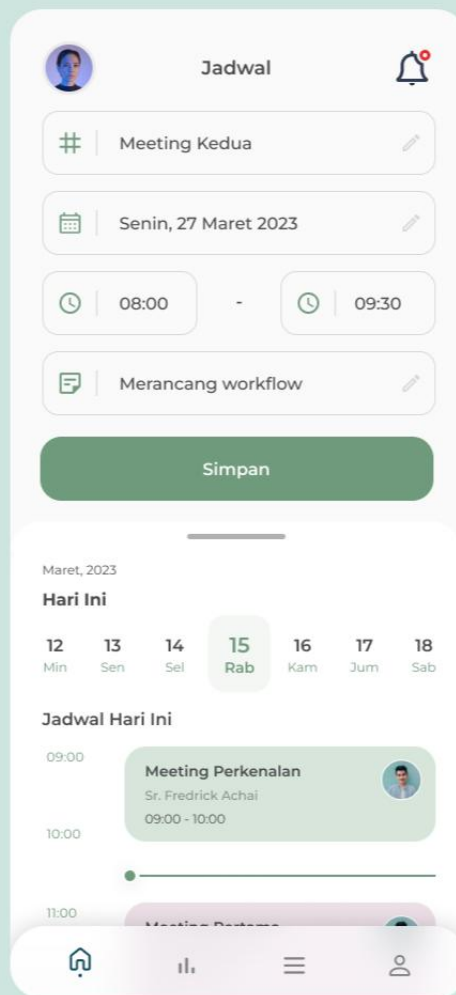 Jadwal
Meeting Kedua
Senin, 27 Maret 2023
08:00 - 09:30
Merancang workflow
Simpan
Maret, 2023
Hari Ini
12 13 14 15 16 17 18
Min Sen Sel Rab Kam Jum Sab
Jadwal Hari Ini
09:00
Meeting Perkenalan
Sr. Fredrick Achai
09:00 - 10:00
10:00
11:00
Meeting Pertama